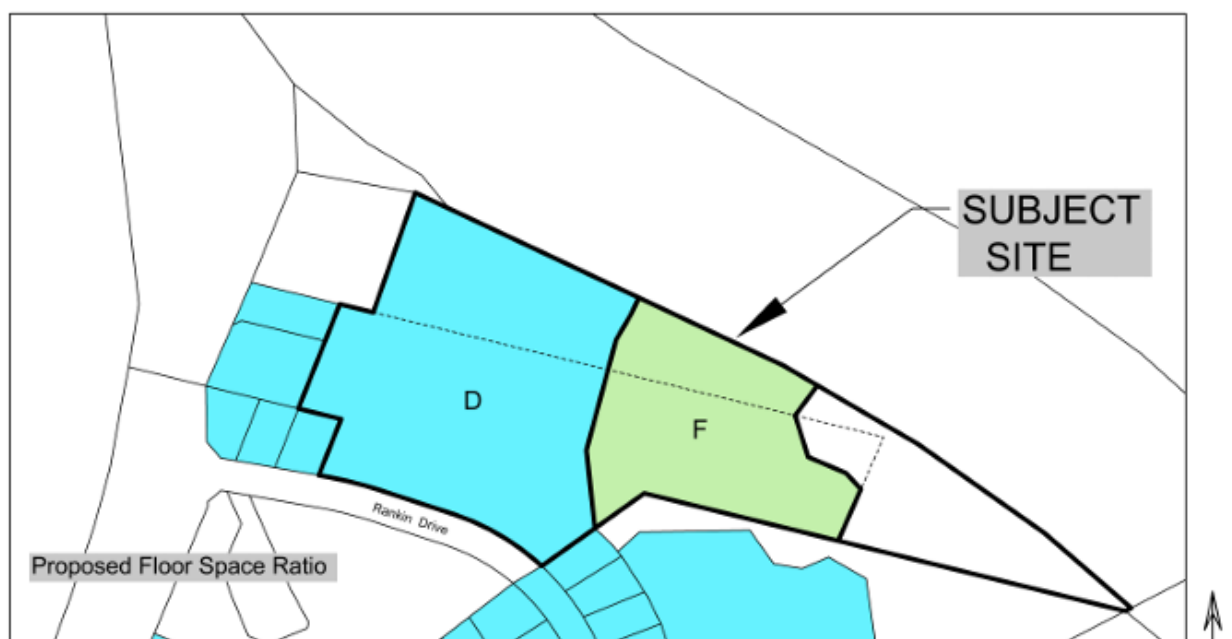 SUBJECT
SITE
D
F
Rankin Drive
Proposed Floor Space Ratio